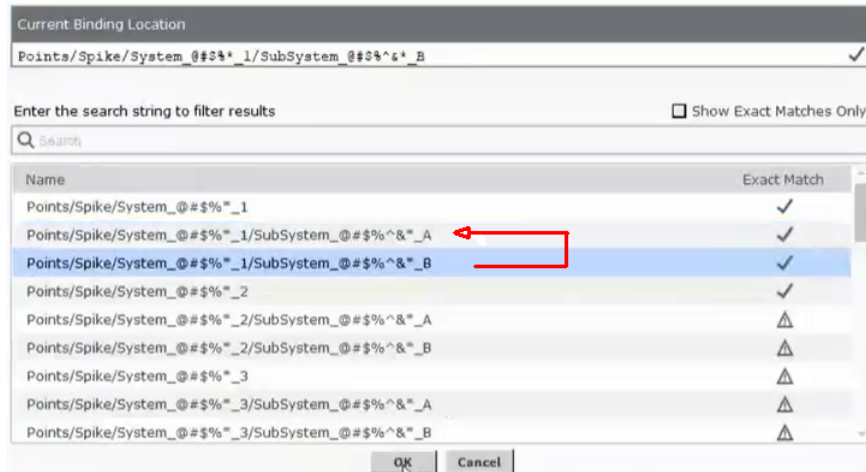 Current Binding Location
Points/Spike/System_@#$%*_1/SubSystem_@#$%^&*_B
Enter the search string to filter results
Show Exact Matches Only
Search
Name Exact Match
Points/Spike/System_@#$%*_1
Points/Spike/System_@#$%*_1/SubSystem_@#$%^&*_A
Points/Spike/System_@#$%*_1/SubSystem_@#$%^&*_B
Points/Spike/System_@#$%*_2
Points/Spike/System_@#$%*_2/SubSystem_@#$%^&*_A
Points/Spike/System_@#$%*_2/SubSystem_@#$%^&*_B
Points/Spike/System_@#$%*_3
Points/Spike/System_@#$%*_3/SubSystem_@#$%^&*_A
Points/Spike/System_@#$%*_3/SubSystem_@#$%^&*_B
OK Cancel